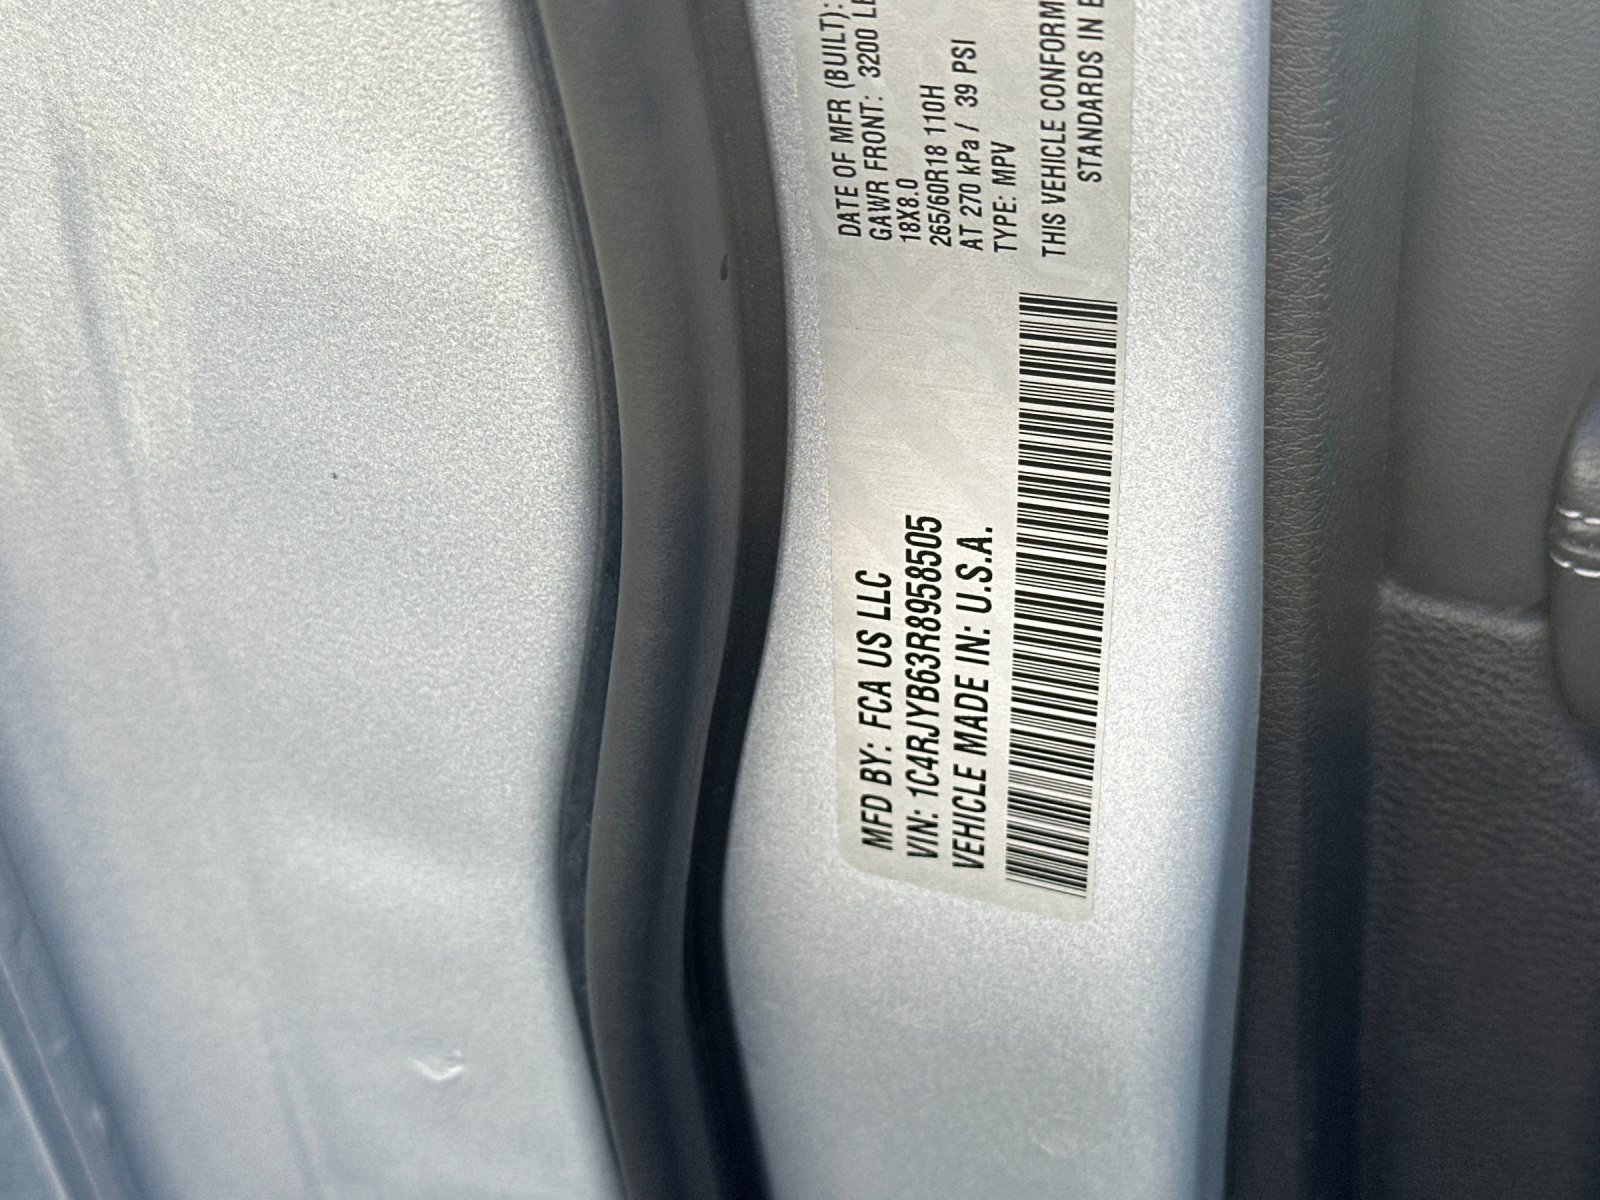 MFD BY: FCA US LLC
VIN: 1C4RJYB63R8958505
VEHICLE MADE IN: U.S.A.
DATE OF MFR (BUILT):
GAWR FRONT: 3200 LB
18X8.0
265/60R18 110H
AT 270 kPa / 39 PSI
TYPE: MPV
THIS VEHICLE CONFORM
STANDARDS IN E